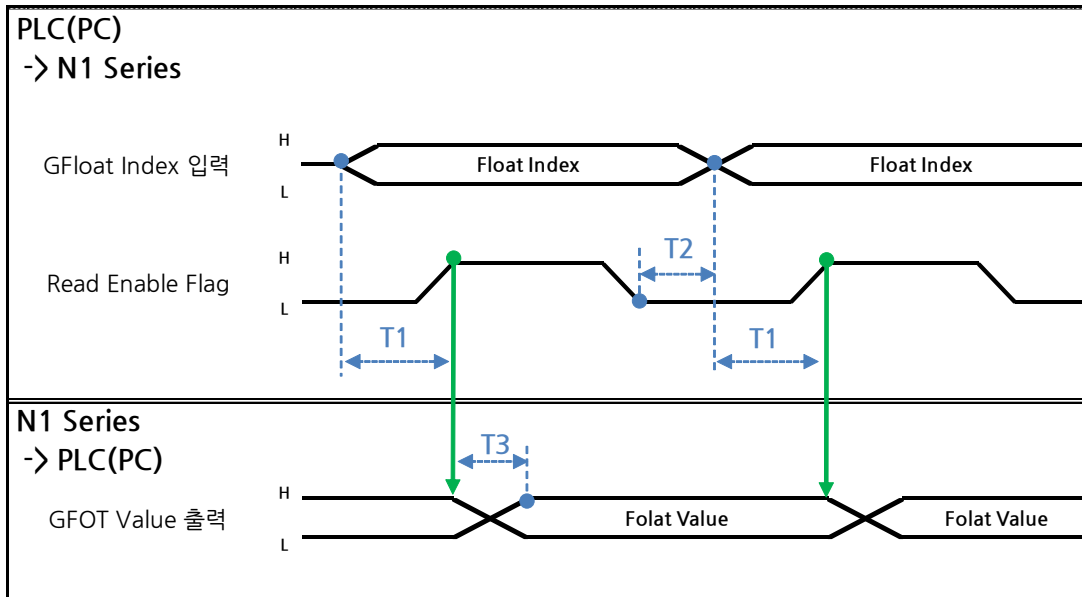 PLC(PC)
-> N1 Series
GFloat Index 입력
H
L
Float Index
Float Index
Read Enable Flag
H
L
T2
T1
T1
N1 Series
-> PLC(PC)
T3
GFOT Value 출력
H
L
Folat Value
Folat Value